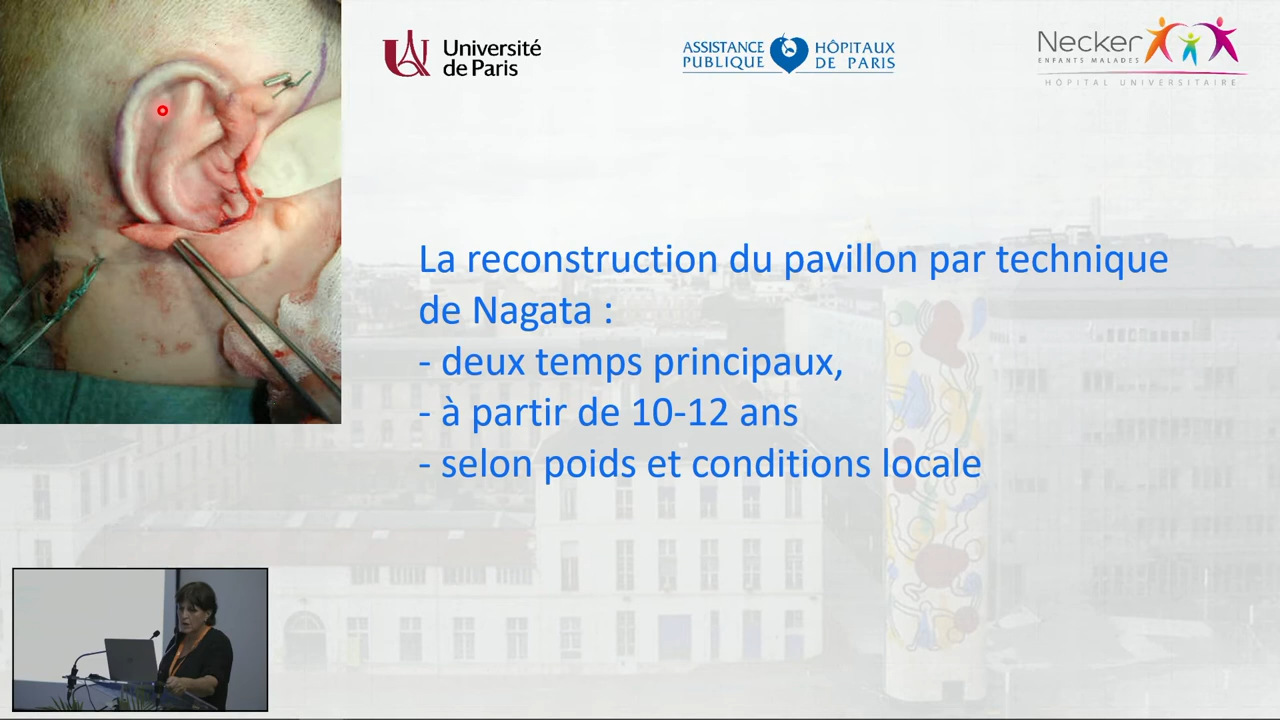 Université
de Paris
ASSISTANCE
PUBLIQUE
HÔPITAUX
DE PARIS
Necker
ENFANTS MALADES
HÔPITAL UNIVERSITAIRE
La reconstruction du pavillon par technique
de Nagata :
- deux temps principaux,
- à partir de 10-12 ans
- selon poids et conditions locale